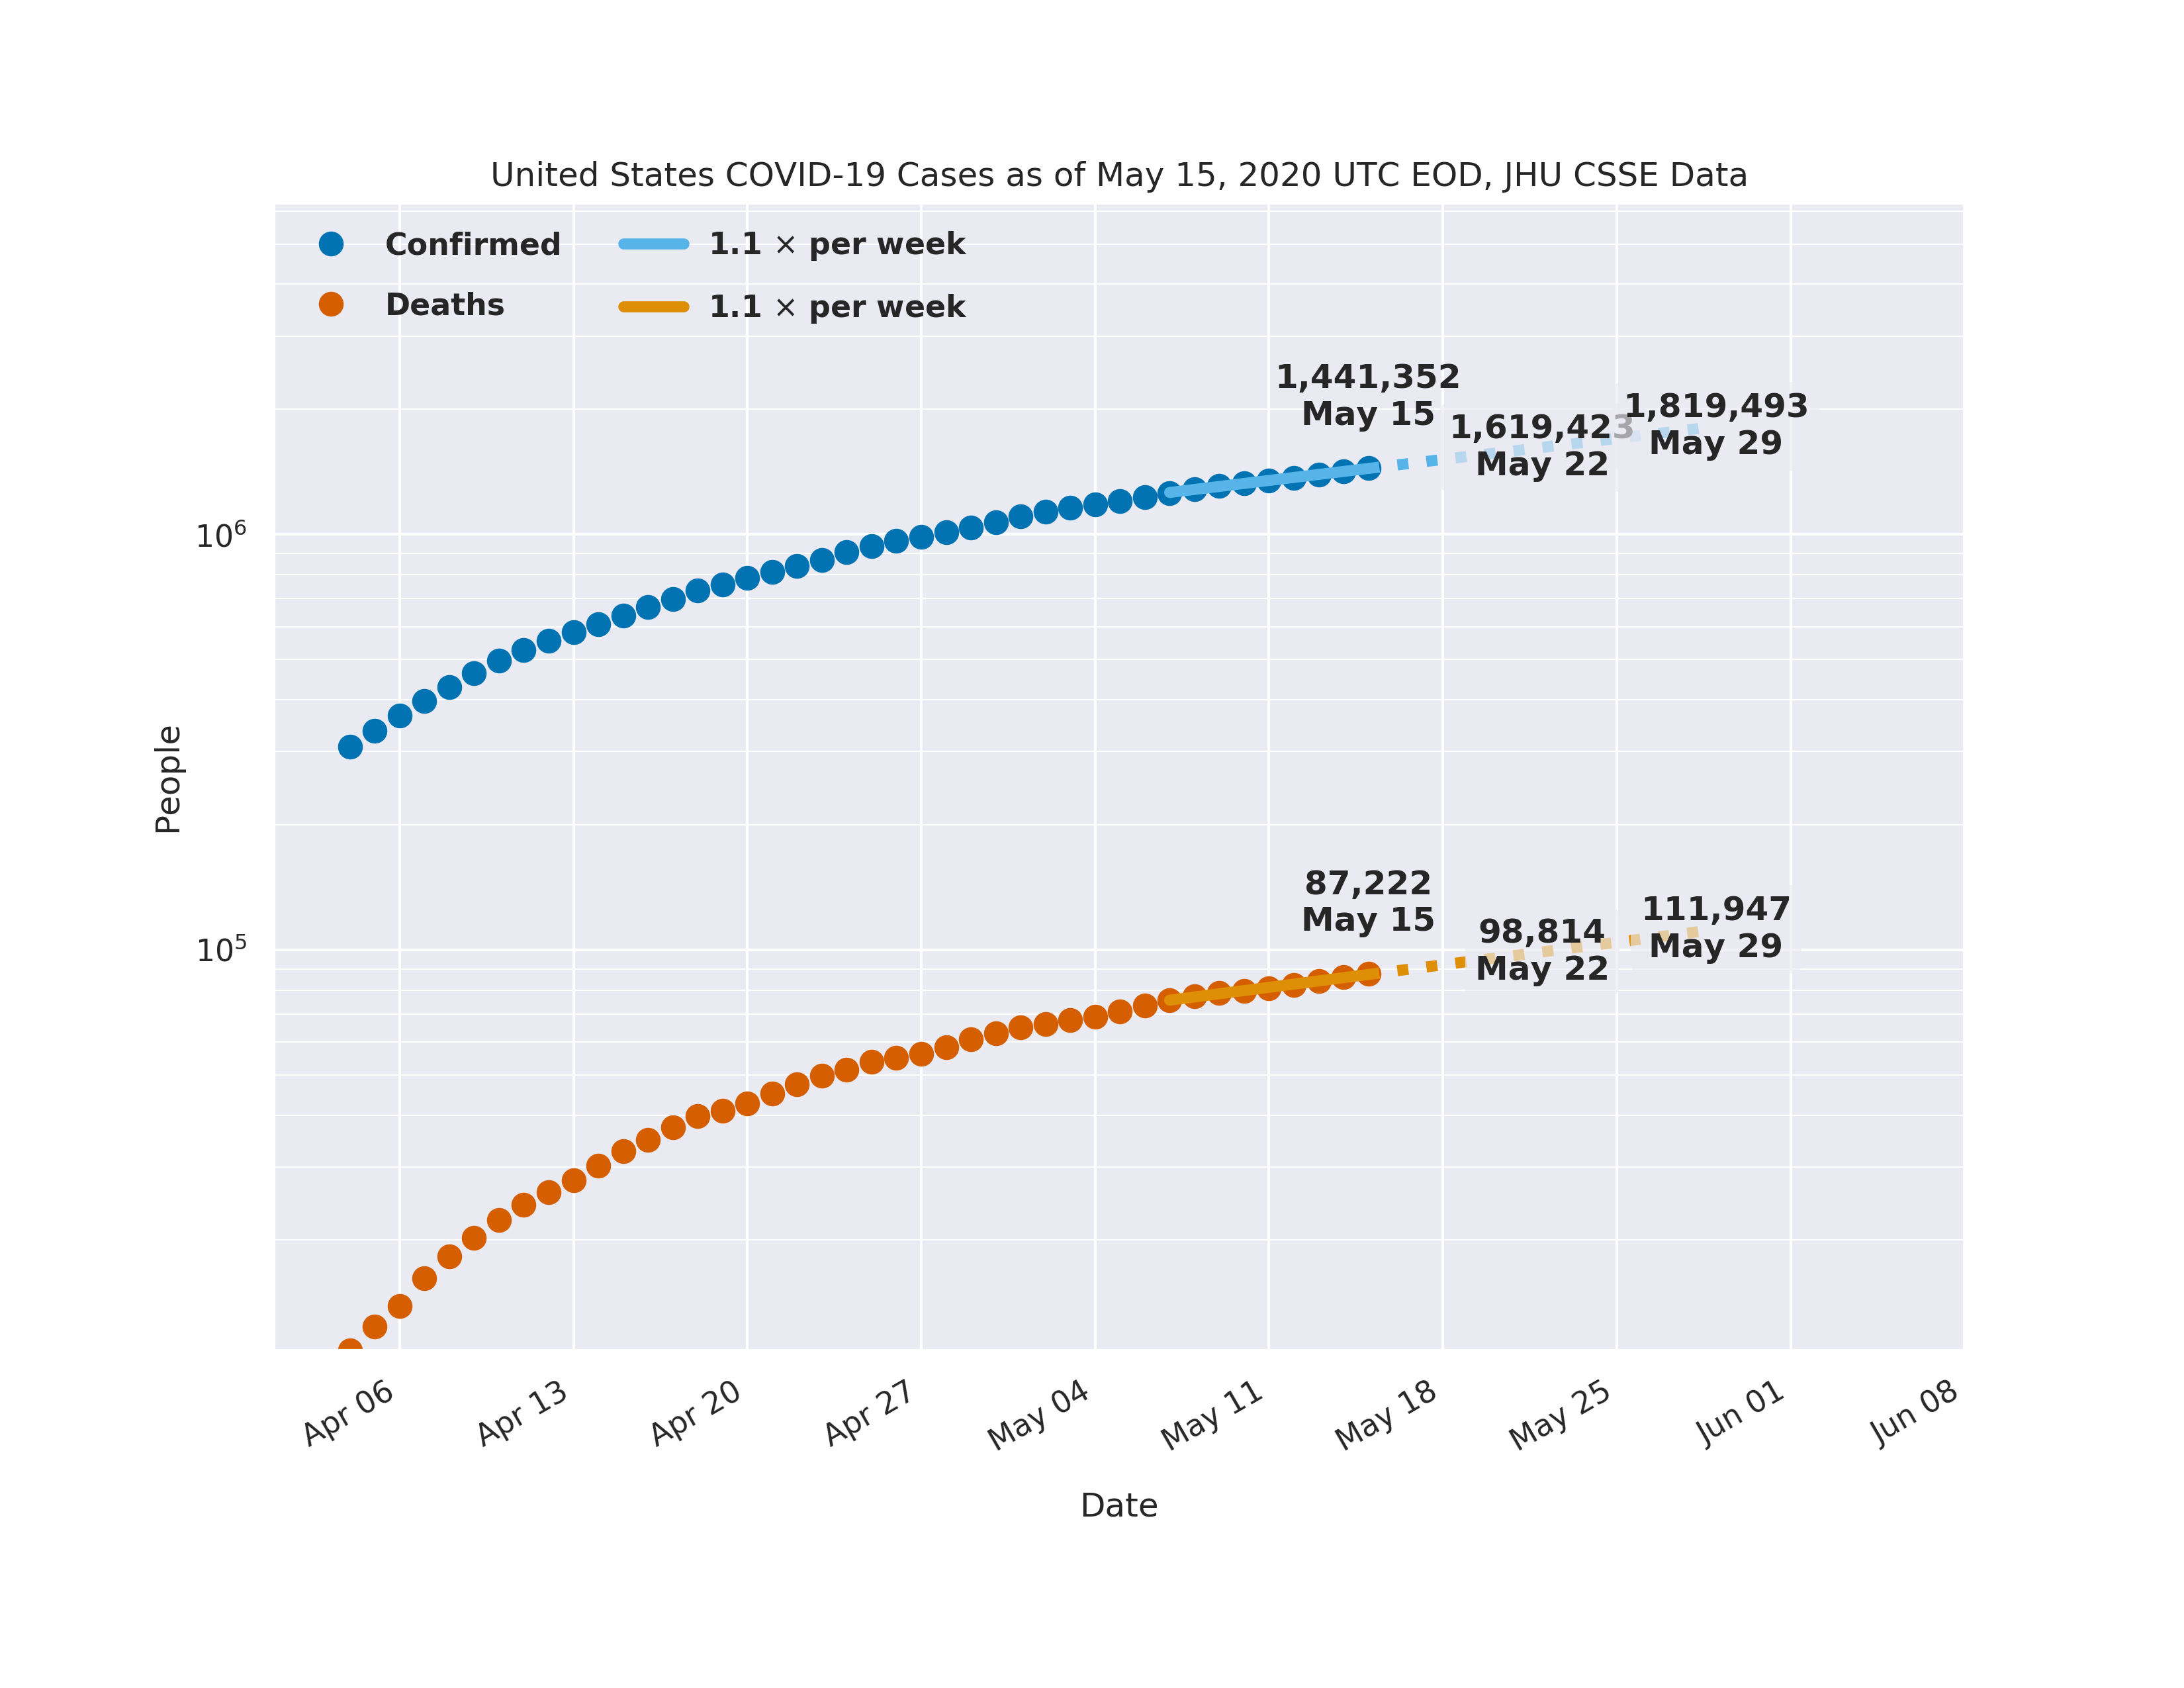 United States COVID-19 Cases as of May 15, 2020 UTC EOD, JHU CSSE Data
Confirmed
Deaths
1.1 × per week
1.1 × per week
1,441,352
May 15
1,619,423
May 22
1,819,493
May 29
87,222
May 15
98,814
May 22
111,947
May 29
People
10⁶
10⁵
Apr 06
Apr 13
Apr 20
Apr 27
May 04
May 11
May 18
May 25
Jun 01
Jun 08
Date